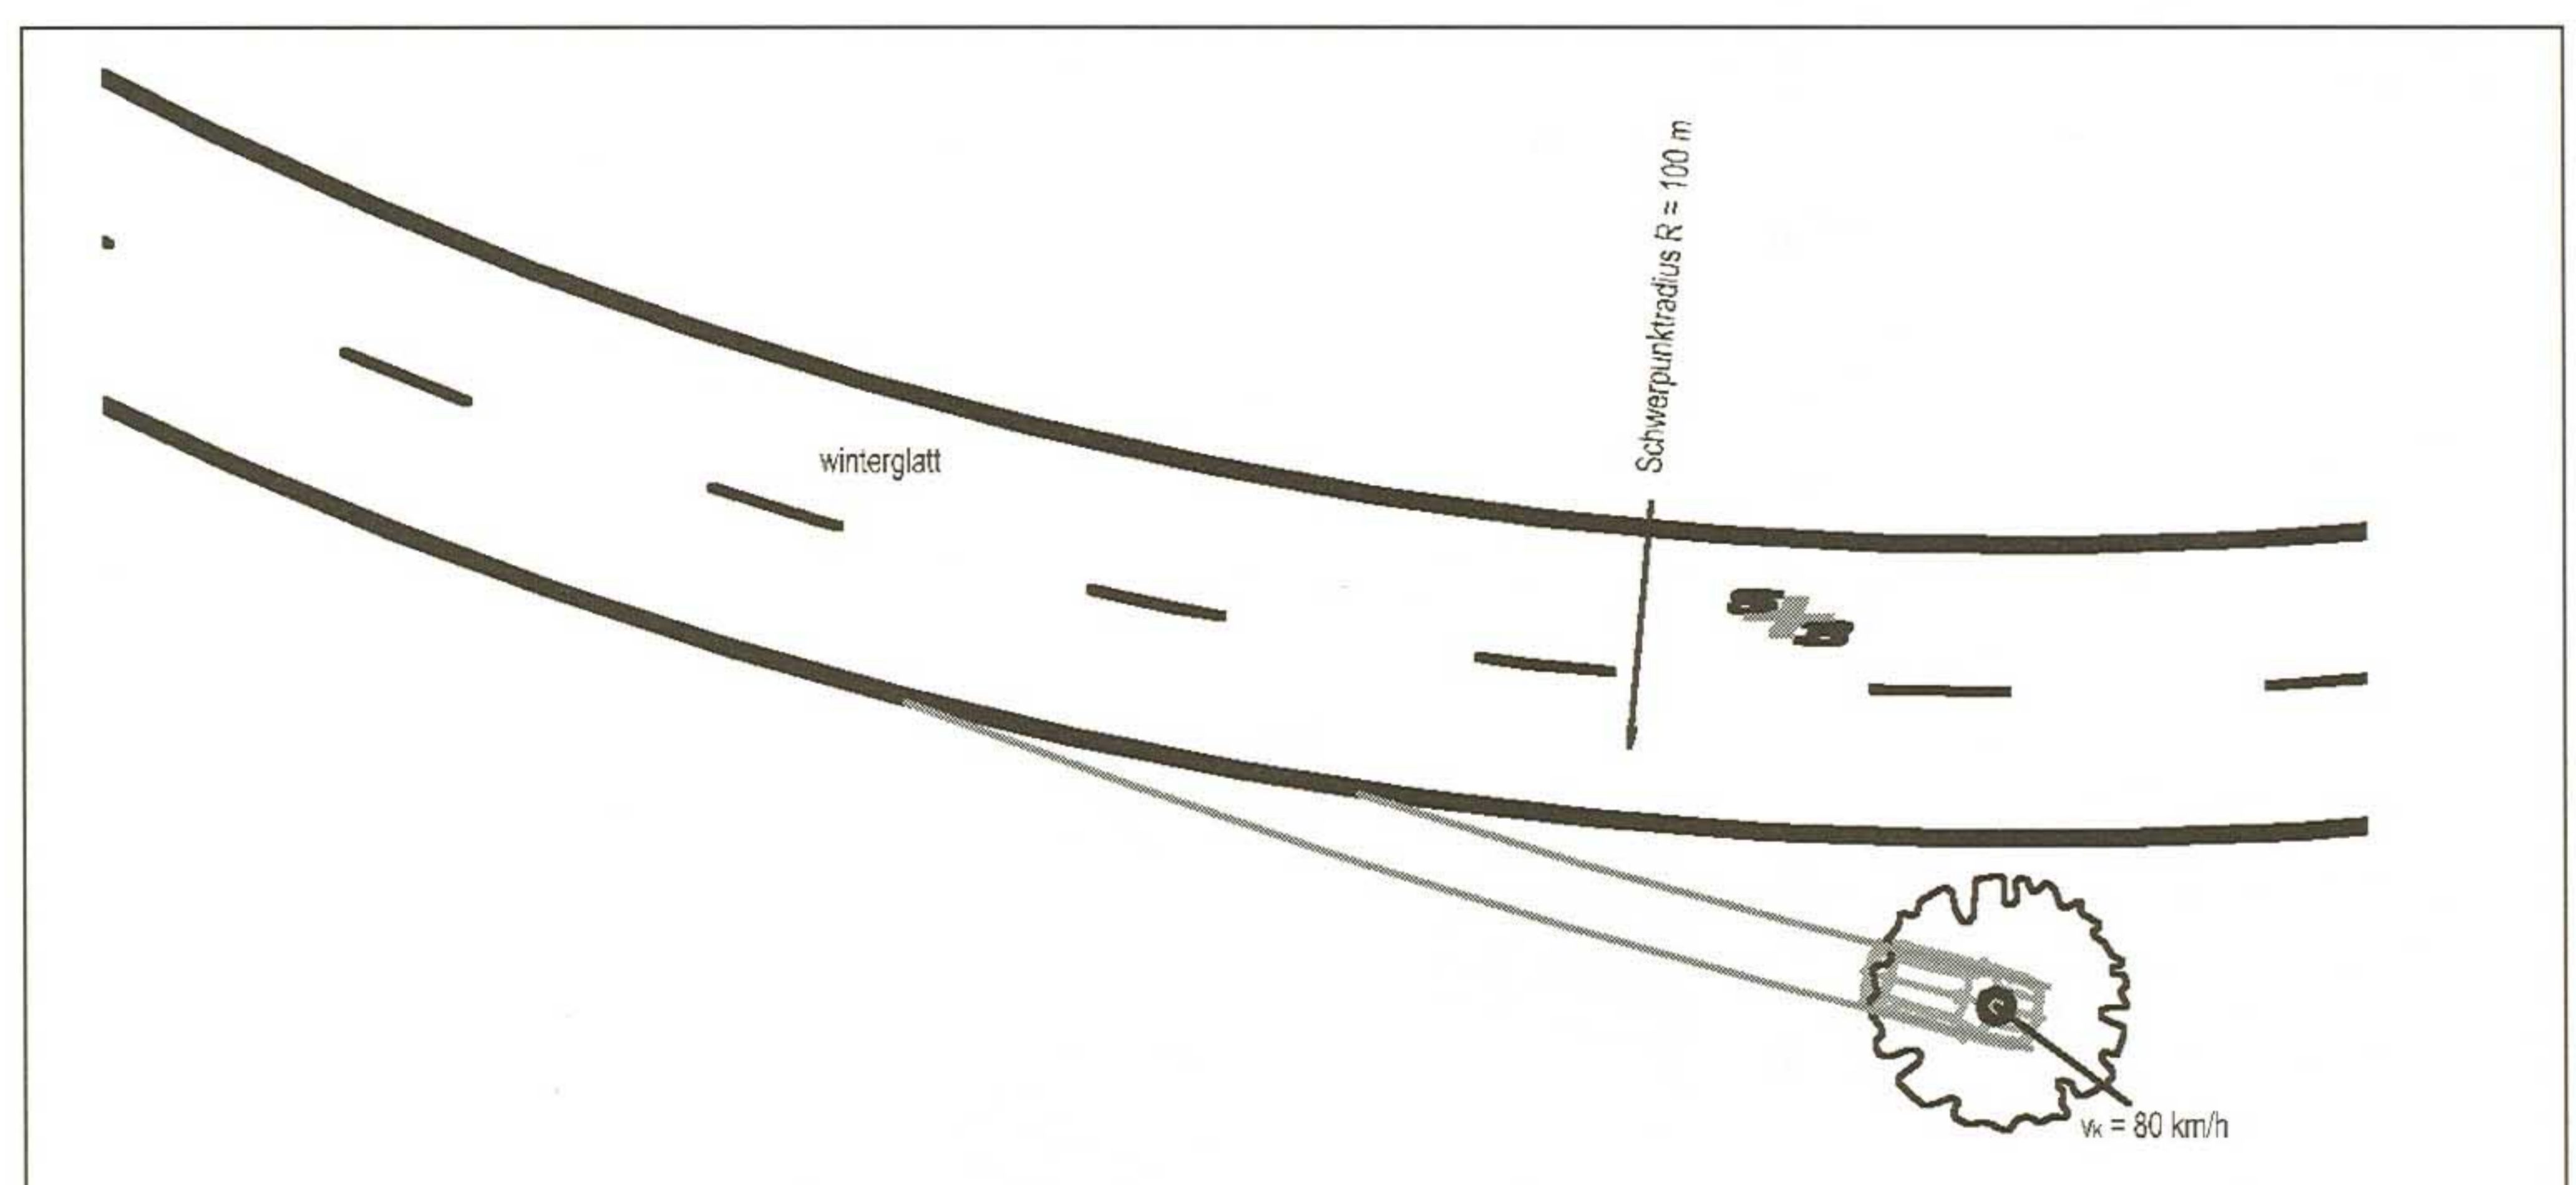 Schwerpunktradius R = 100 m
winterglatt
vK = 80 km/h